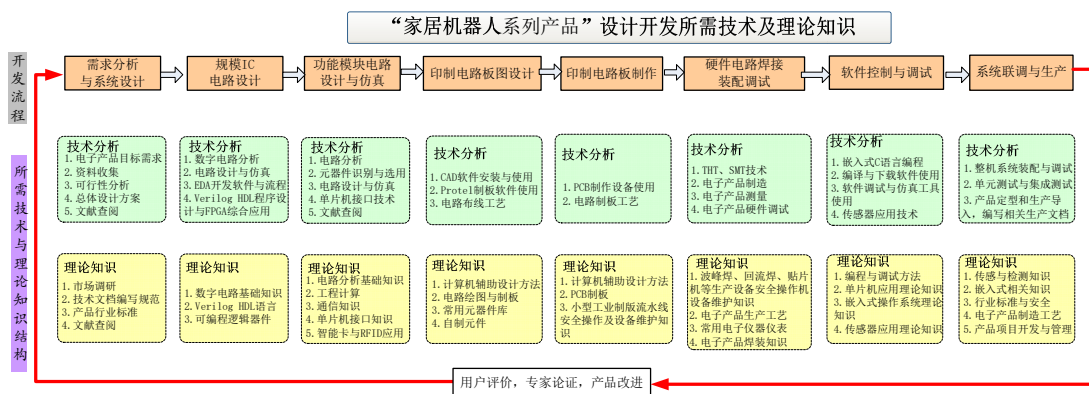 “家居机器人系列产品”设计开发所需技术及理论知识
开发流程
需求分析
与系统设计
规模IC
电路设计
功能模块电路
设计与仿真
印制电路板图设计
印制电路板制作
硬件电路焊接
装配调试
软件控制与调试
系统联调与生产
所需技术与理论知识结构
技术分析
1.电子产品目标需求
2.资料收集
3.可行性分析
4.总体设计方案
5.文献查阅
技术分析
1.数字电路分析
2.电路设计与仿真
3.EDA开发软件与流程
4.Verilog HDL程序设
计与FPGA综合应用
技术分析
1.电路分析
2.元器件识别与选用
3.电路设计与仿真
4.单片机接口技术
5.文献查阅
技术分析
1.CAD软件安装与使用
2.Protel制板软件使用
3.电路布线工艺
技术分析
1.PCB制作设备使用
2.电路制板工艺
技术分析
1.THT、SMT技术
2.电子产品制造
3.电子产品测量
4.电子产品硬件调试
技术分析
1.嵌入式C语言编程
2.编译与下载软件使用
3.软件调试与仿真工具
使用
4.传感器应用技术
技术分析
1.整机系统装配与调试
2.单元测试与集成测试
3.产品定型和生产导
入，编写相关生产文档
理论知识
1.市场调研
2.技术文档编写规范
3.产品行业标准
4.文献查阅
理论知识
1.数字电路基础知识
2.Verilog HDL语言
3.可编程逻辑器件
理论知识
1.电路分析基础知识
2.工程计算
3.通信知识
4.单片机接口知识
5.智能卡与RFID应用
理论知识
1.计算机辅助设计方法
2.电路绘图与制板
3.常用元器件库
4.自制元件
理论知识
1.计算机辅助设计方法
2.PCB制板
3.小型工业制版流水线
安全操作及设备维护知
识
理论知识
1.波峰焊、回流焊、贴片
机等生产设备安全操作机
设备维护知识
2.电子产品生产工艺
3.常用电子仪器仪表
4.电子产品焊装知识
理论知识
1.编程与调试方法
2.单片机应用理论知识
3.嵌入式操作系统理论
知识
4.传感器应用理论知识
理论知识
1.传感与检测知识
2.嵌入式相关知识
3.行业标准与安全
4.电子产品制造工艺
5.产品项目开发与管理
用户评价，专家论证，产品改进